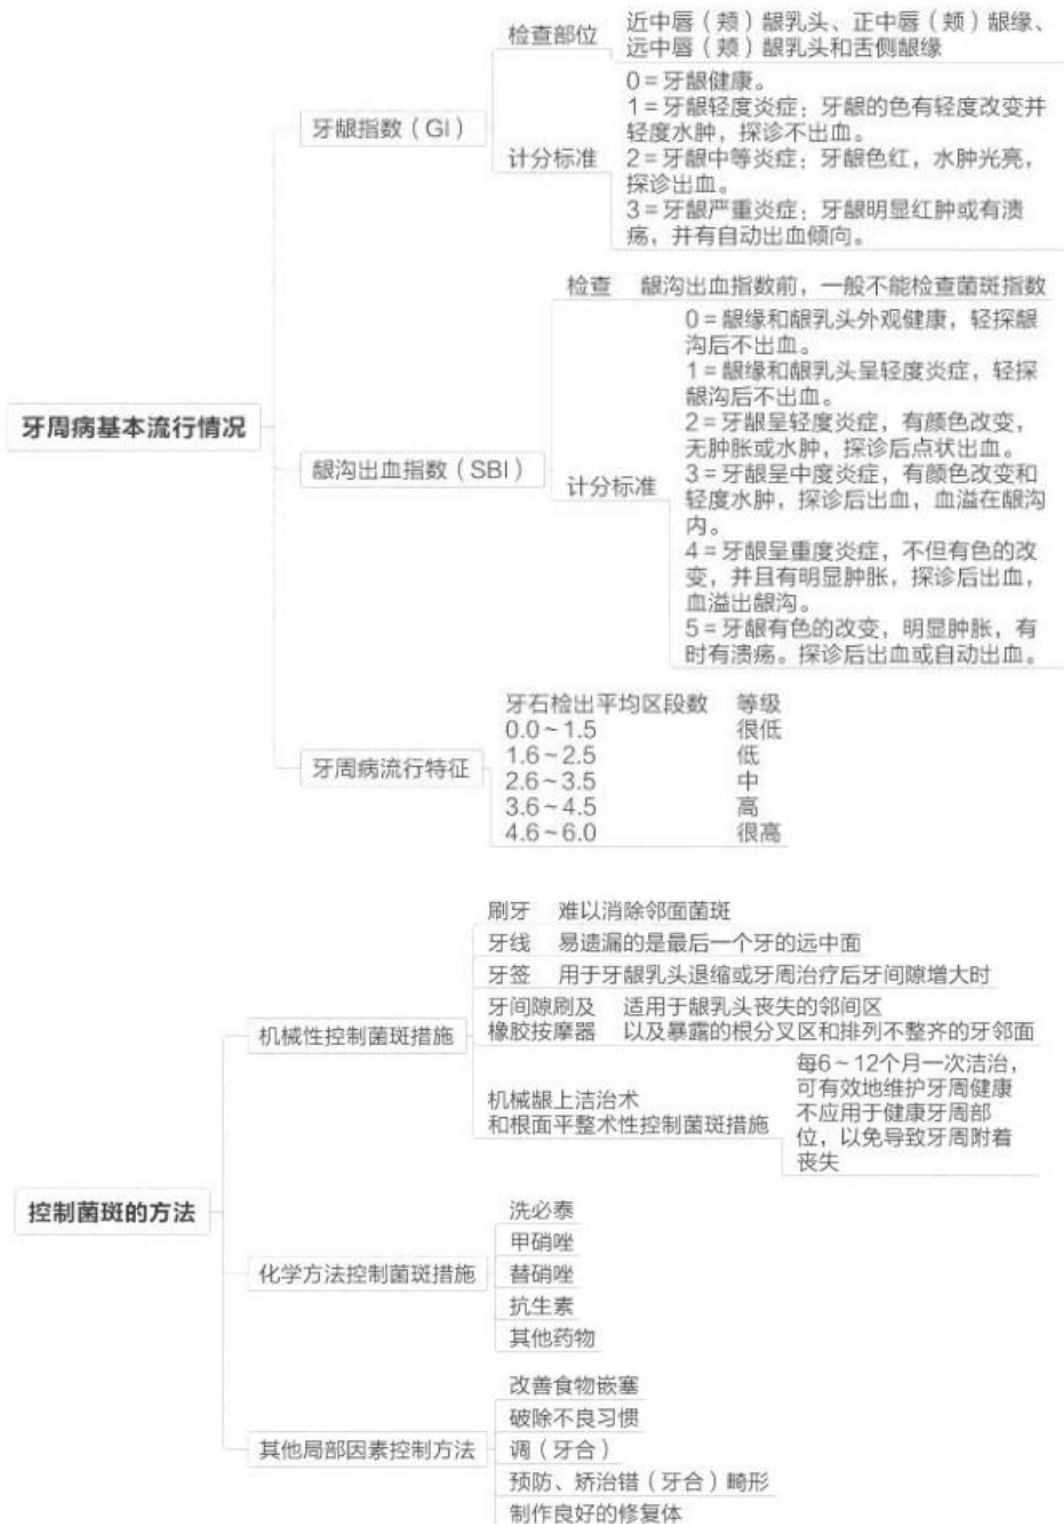 检查部位
近中唇（颊）龈乳头、正中唇（颊）龈缘、
远中唇（颊）龈乳头和舌侧龈缘
牙龈指数（GI）
计分标准
0＝牙龈健康。
1＝牙龈轻度炎症：牙龈的色有轻度改变并
轻度水肿，探诊不出血。
2＝牙龈中等炎症：牙龈色红，水肿光亮，
探诊出血。
3＝牙龈严重炎症：牙龈明显红肿或有溃
疡，并有自动出血倾向。
牙周病基本流行情况
龈沟出血指数（SBI）
检查 龈沟出血指数前，一般不能检查菌斑指数
计分标准
0＝龈缘和龈乳头外观健康，轻探龈
沟后不出血。
1＝龈缘和龈乳头呈轻度炎症，轻探
龈沟后不出血。
2＝牙龈呈轻度炎症，有颜色改变，
无肿胀或水肿，探诊后点状出血。
3＝牙龈呈中度炎症，有颜色改变和
轻度水肿，探诊后出血，血溢在龈沟
内。
4＝牙龈呈重度炎症，不但有色的改
变，并且有明显肿胀，探诊后出血，
血溢出龈沟。
5＝牙龈有色的改变，明显肿胀，有
时有溃疡。探诊后出血或自动出血。
牙周病流行特征
牙石检出平均区段数 等级
0.0～1.5 很低
1.6～2.5 低
2.6～3.5 中
3.6～4.5 高
4.6～6.0 很高
控制菌斑的方法
机械性控制菌斑措施
刷牙 难以消除邻面菌斑
牙线 易遗漏的是最后一个牙的远中面
牙签 用于牙龈乳头退缩或牙周治疗后牙间隙增大时
牙间隙刷及 适用于龈乳头丧失的邻间区
橡胶按摩器 以及暴露的根分叉区和排列不整齐的牙邻面
机械龈上洁治术
和根面平整术性控制菌斑措施
每6～12个月一次洁治，
可有效地维护牙周健康
不应用于健康牙周部
位，以免导致牙周附着
丧失
化学方法控制菌斑措施
洗必泰
甲硝唑
替硝唑
抗生素
其他药物
其他局部因素控制方法
改善食物嵌塞
破除不良习惯
调（牙合）
预防、矫治错（牙合）畸形
制作良好的修复体